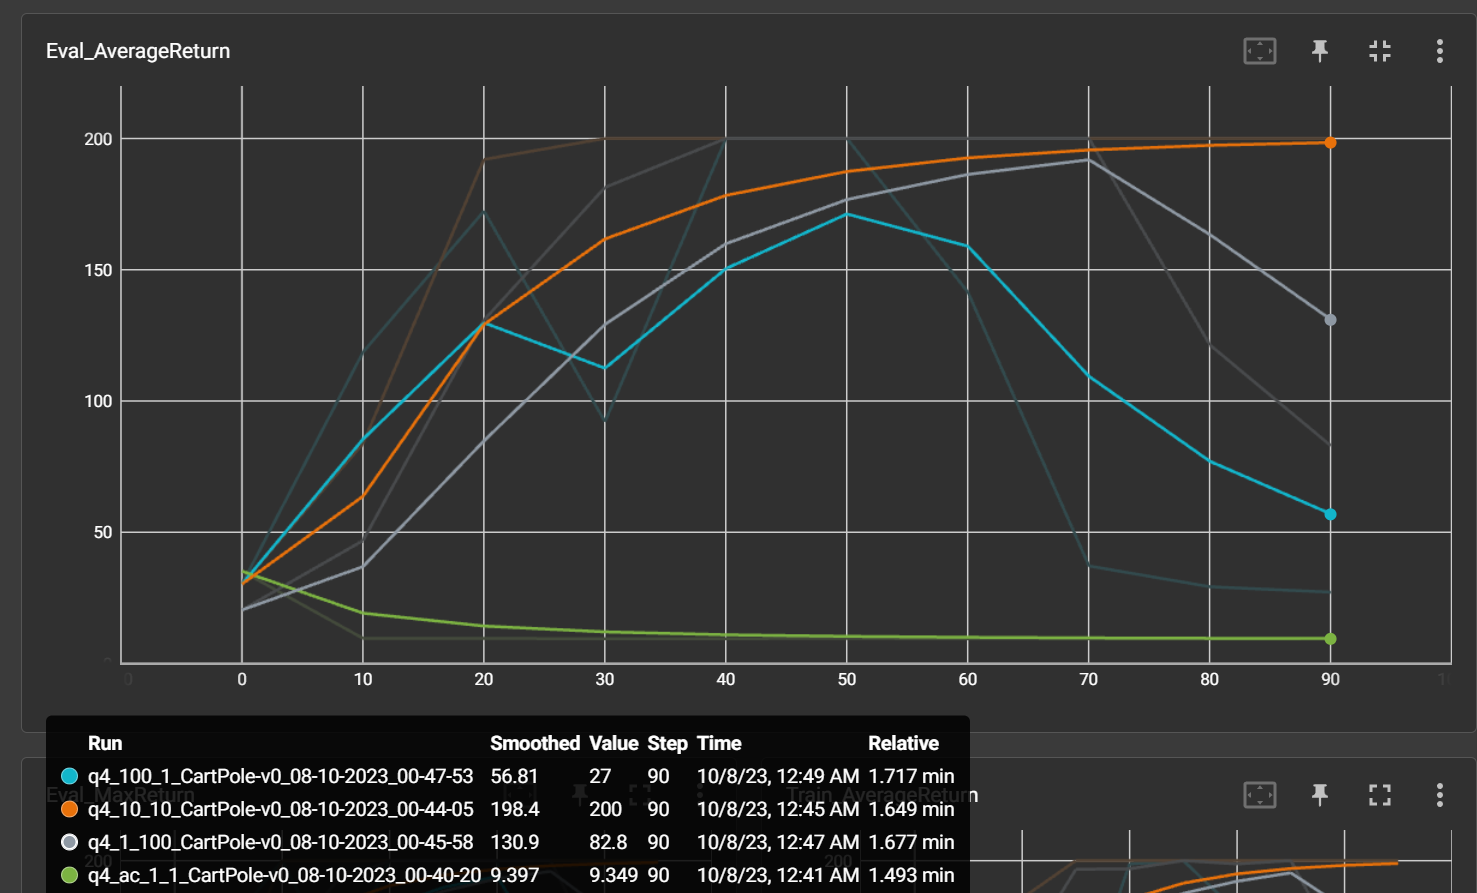 Eval_AverageReturn
200
150
100
50
0
0 10 20 30 40 50 60 70 80 90
Run Smoothed Value Step Time Relative
q4_100_1_CartPole-v0_08-10-2023_00-47-53 56.81 27 90 10/8/23, 12:49 AM 1.717 min
Eval_MaxReturn Train_AverageReturn
q4_10_10_CartPole-v0_08-10-2023_00-44-05 198.4 200 90 10/8/23, 12:45 AM 1.649 min
q4_1_100_CartPole-v0_08-10-2023_00-45-58 130.9 82.8 90 10/8/23, 12:47 AM 1.677 min
200 200
q4_ac_1_1_CartPole-v0_08-10-2023_00-40-20 9.397 9.349 90 10/8/23, 12:41 AM 1.493 min